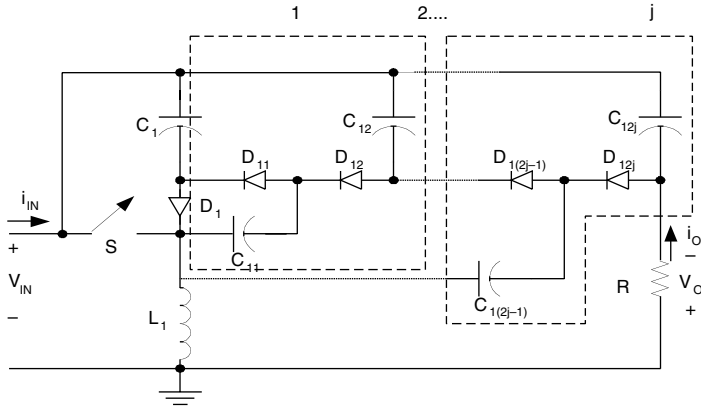 1 2.... j
C1 C12 C12j
D11 D12 D1(2j–1) D12j
iIN D1 iO
+ S C11 –
VIN C1(2j–1) R VO
– L1 +